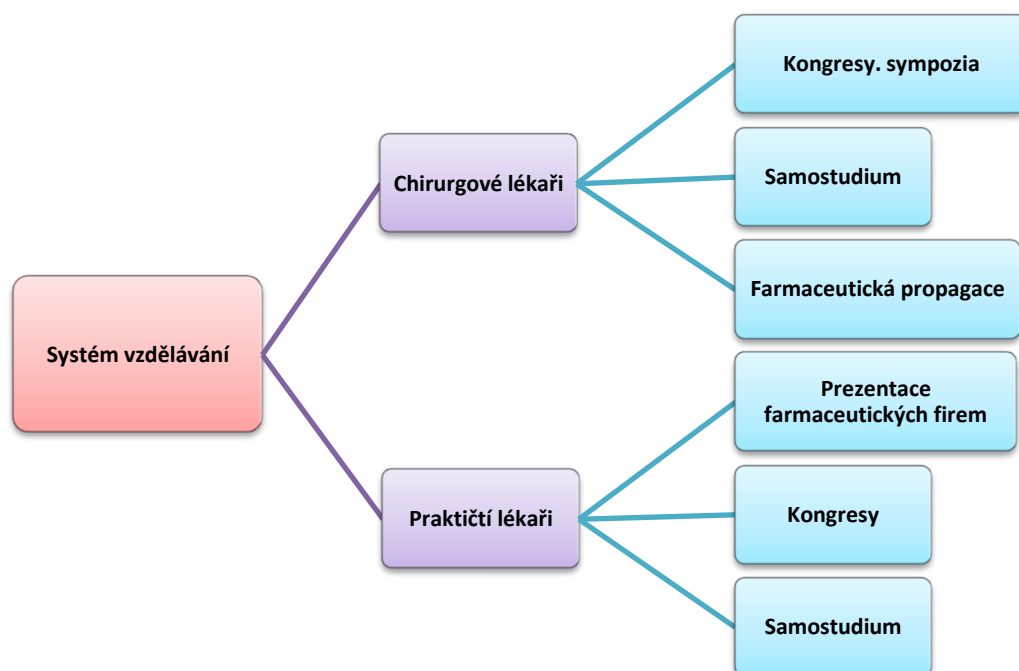 Systém vzdělávání
Chirurgové lékaři
Kongresy. sympozia
Samostudium
Farmaceutická propagace
Praktičtí lékaři
Prezentace
farmaceutických firem
Kongresy
Samostudium